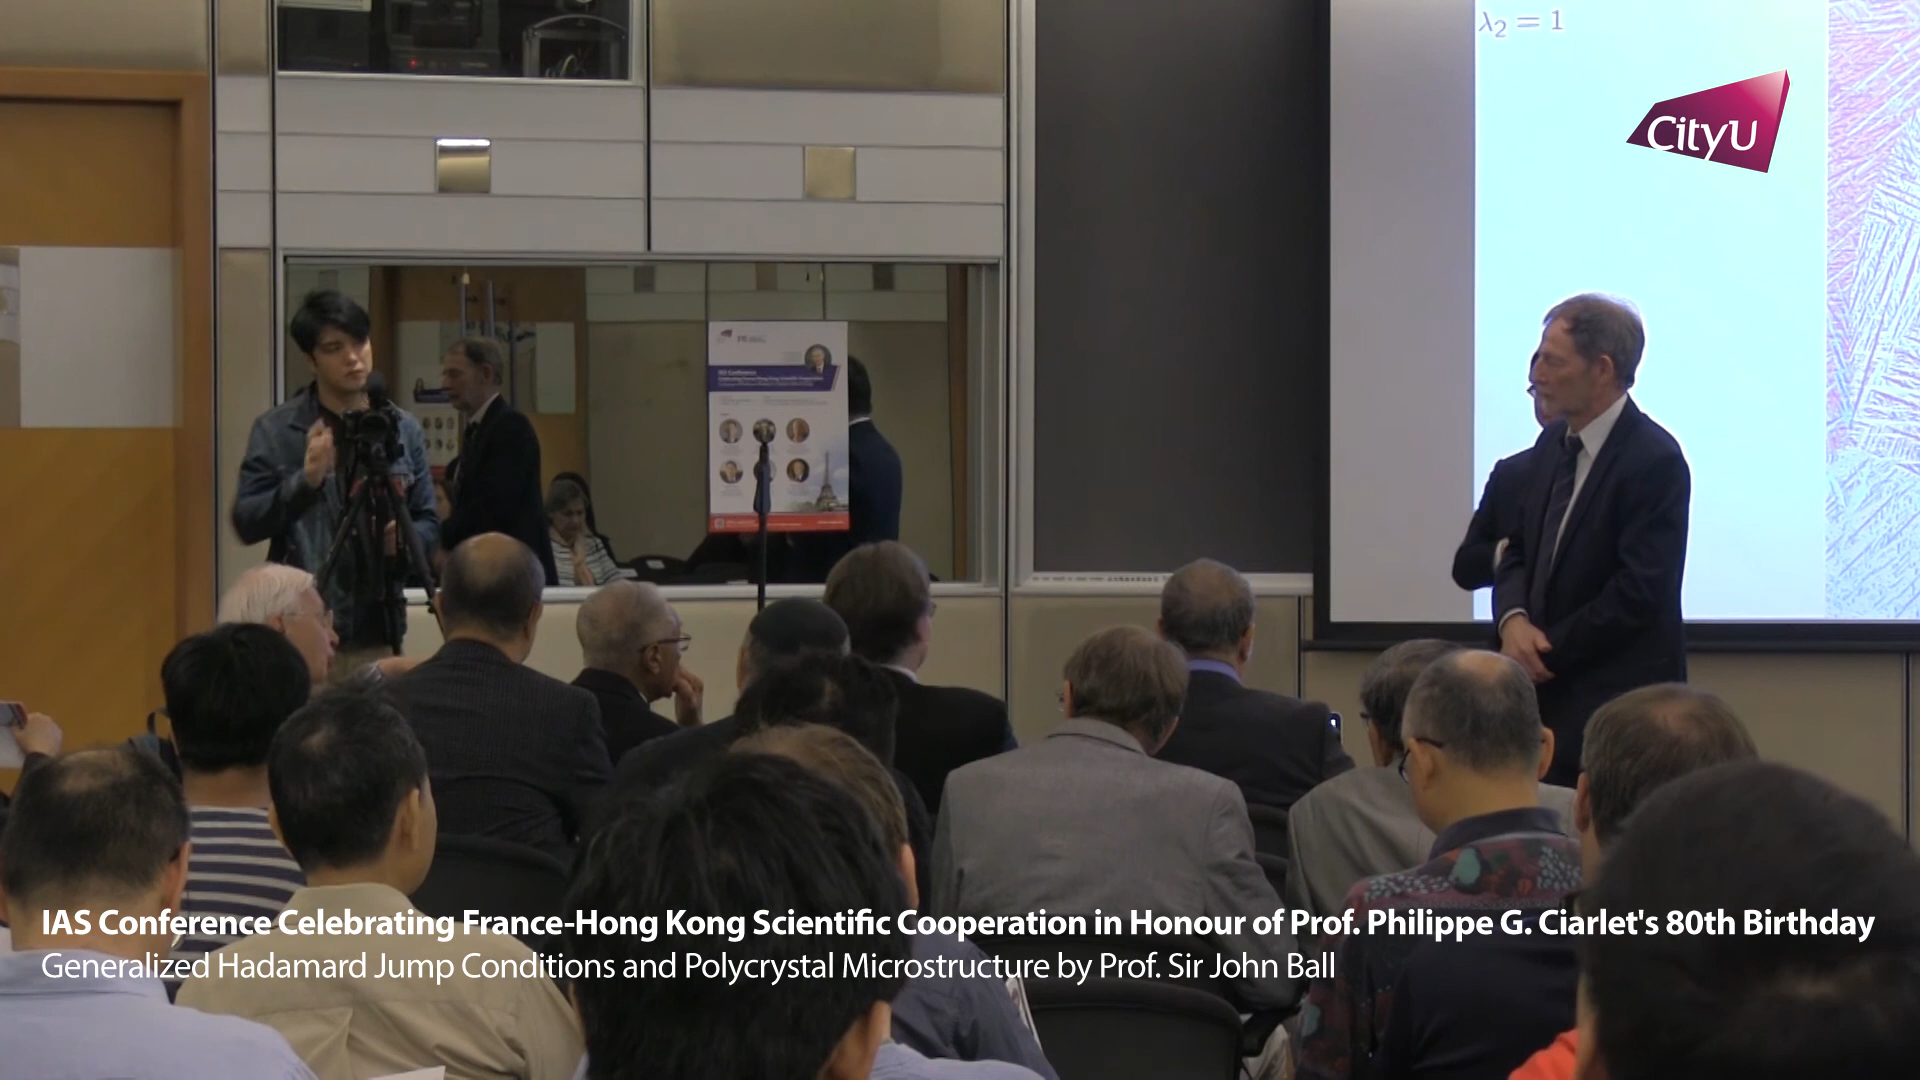 λ₂ = 1
CityU
IAS Conference Celebrating France-Hong Kong Scientific Cooperation in Honour of Prof. Philippe G. Ciarlet's 80th Birthday
Generalized Hadamard Jump Conditions and Polycrystal Microstructure by Prof. Sir John Ball